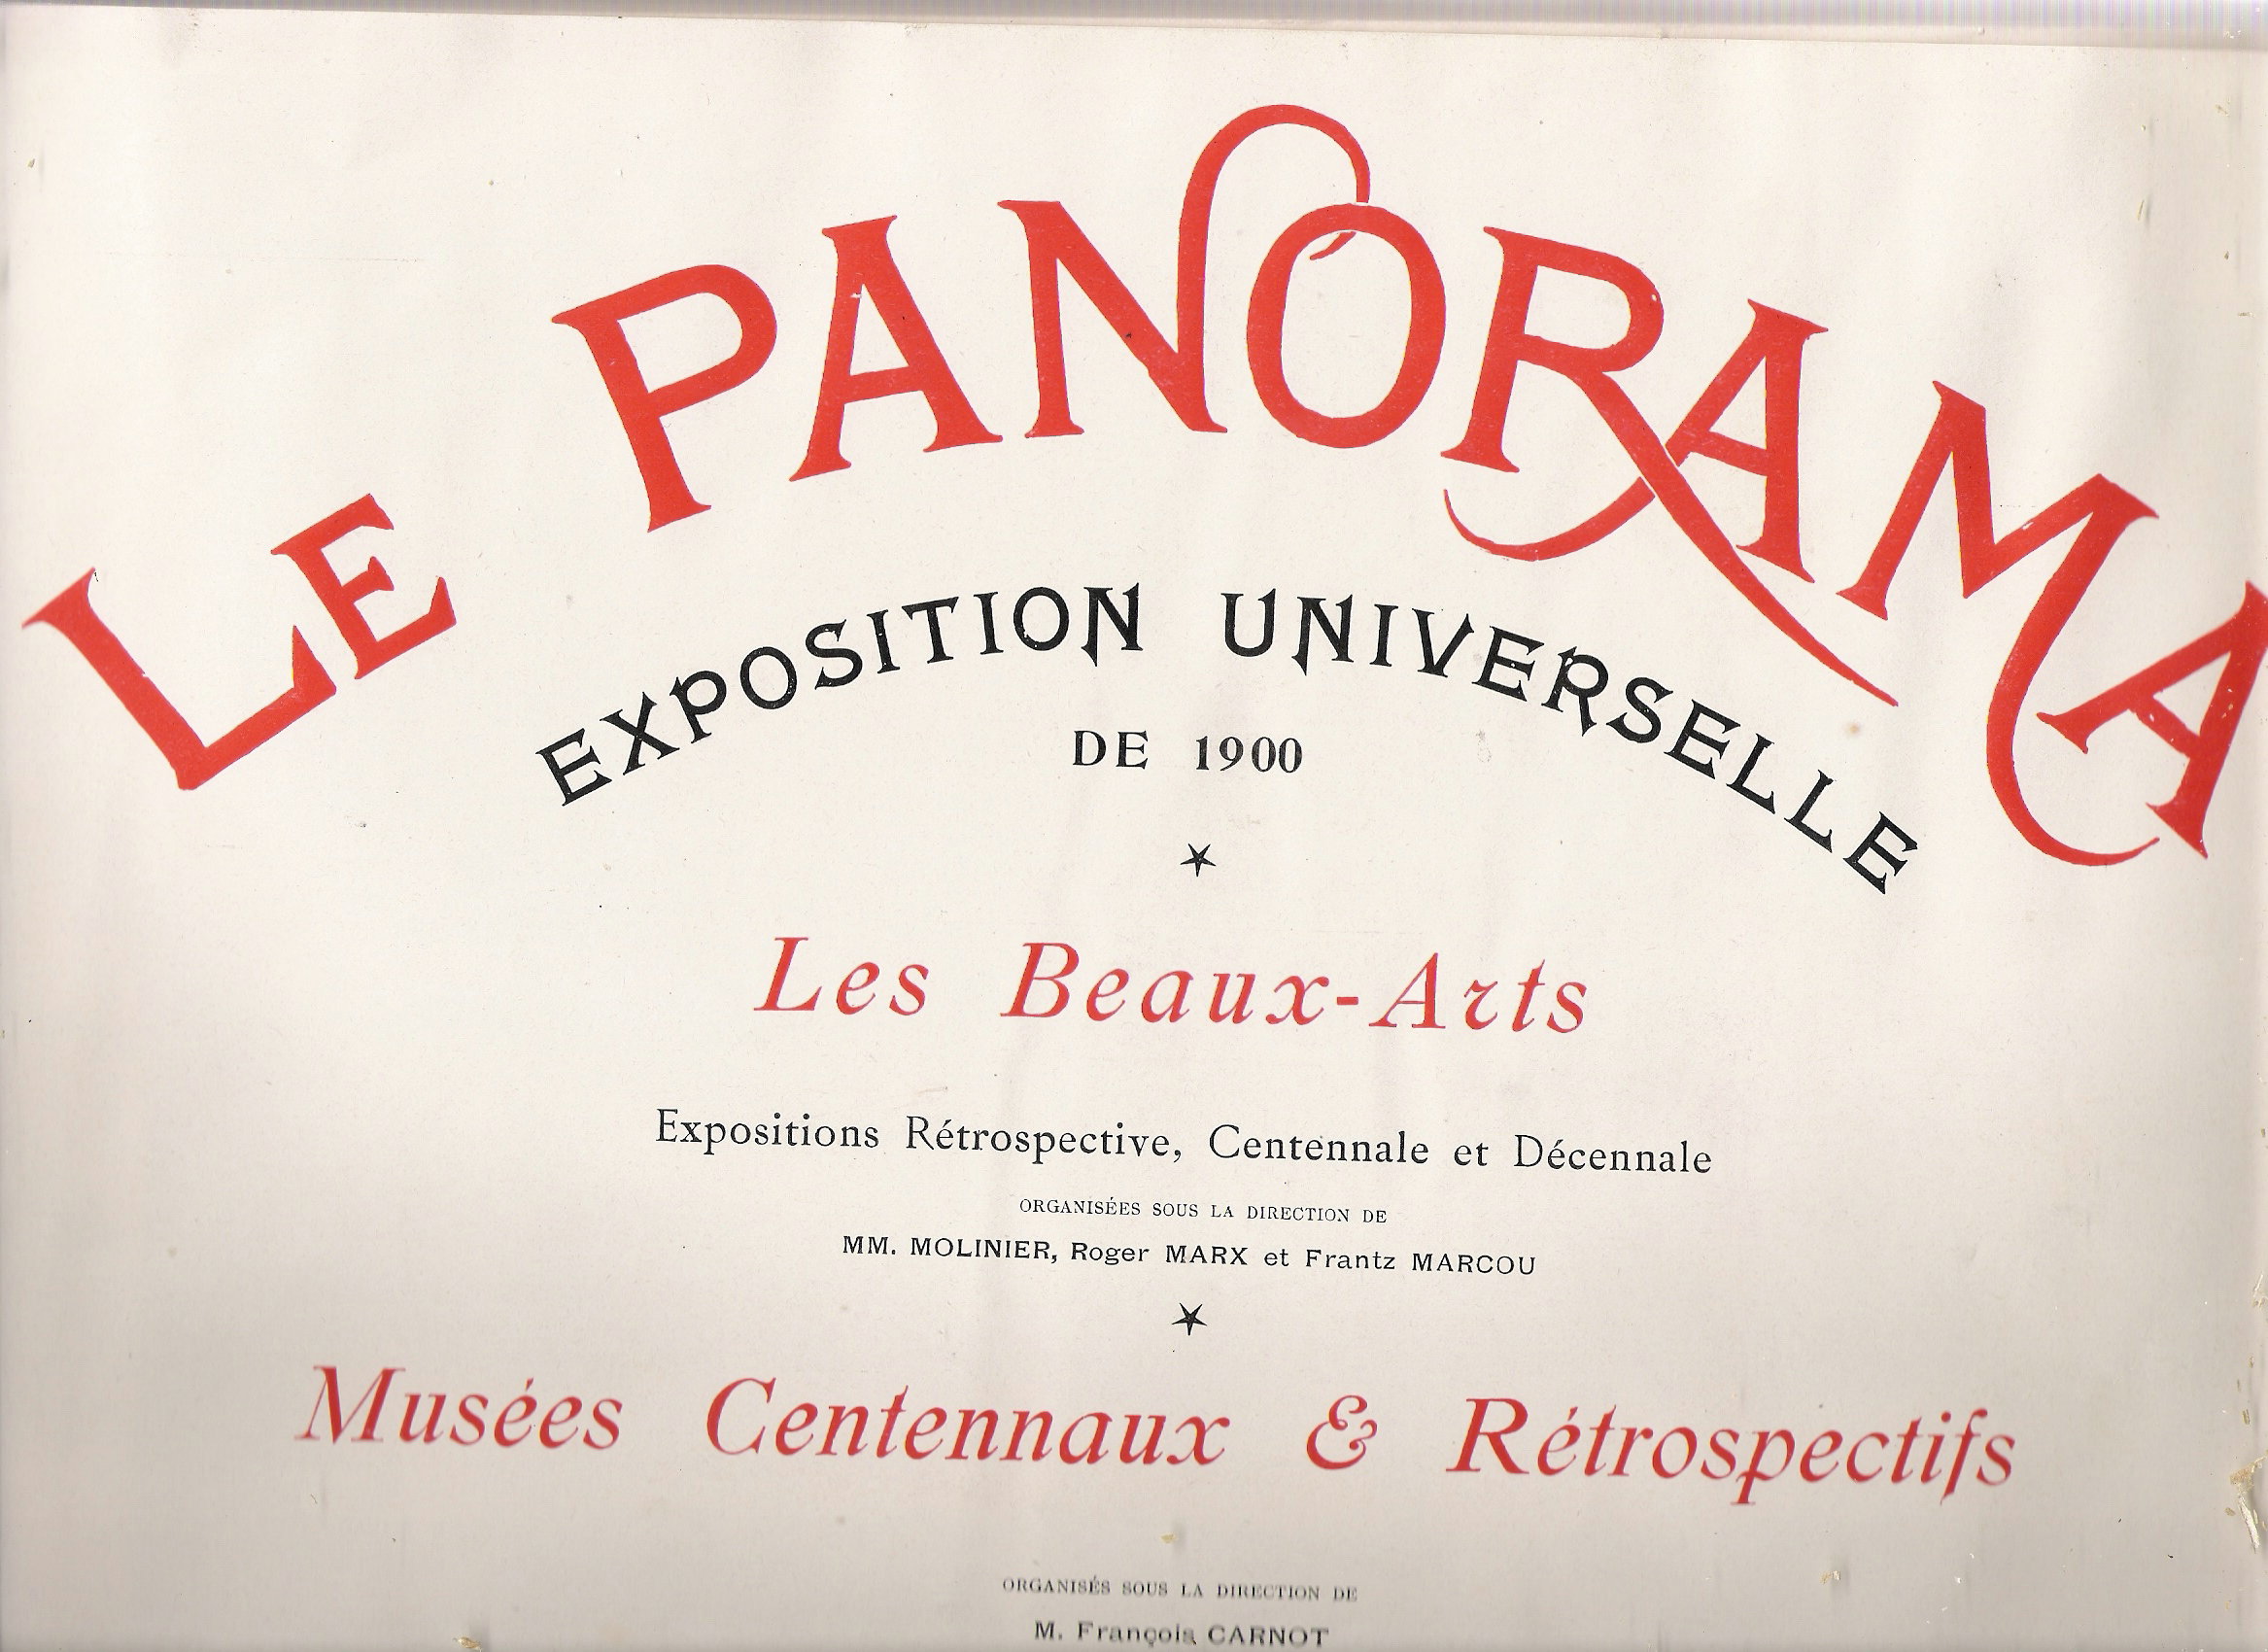 LE PANORAMA
EXPOSITION UNIVERSELLE
DE 1900
Les Beaux-Arts
Expositions Rétrospective, Centennale et Décennale
ORGANISÉES SOUS LA DIRECTION DE
MM. MOLINIER, Roger MARX et Frantz MARCOU
Musées Centennaux & Rétrospectifs
ORGANISÉS SOUS LA DIRECTION DE
M. François CARNOT